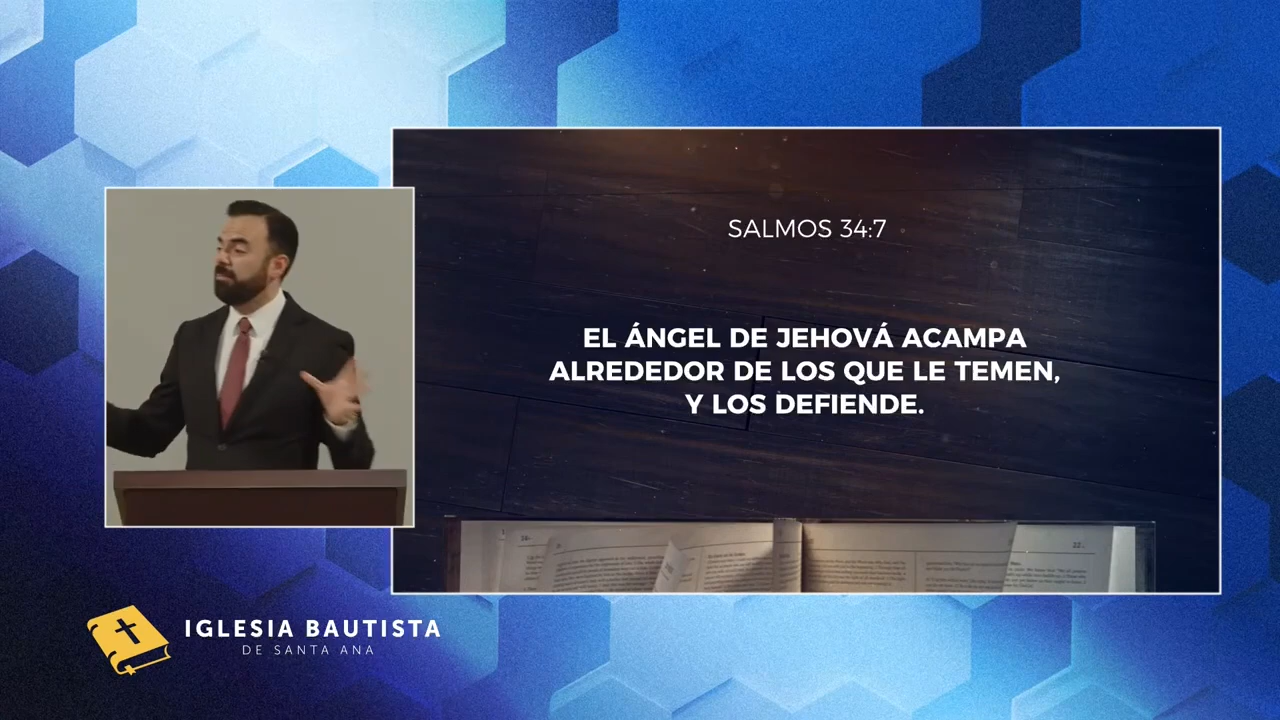 SALMOS 34:7
EL ÁNGEL DE JEHOVÁ ACAMPA
ALREDEDOR DE LOS QUE LE TEMEN,
Y LOS DEFIENDE.
IGLESIA BAUTISTA
DE SANTA ANA